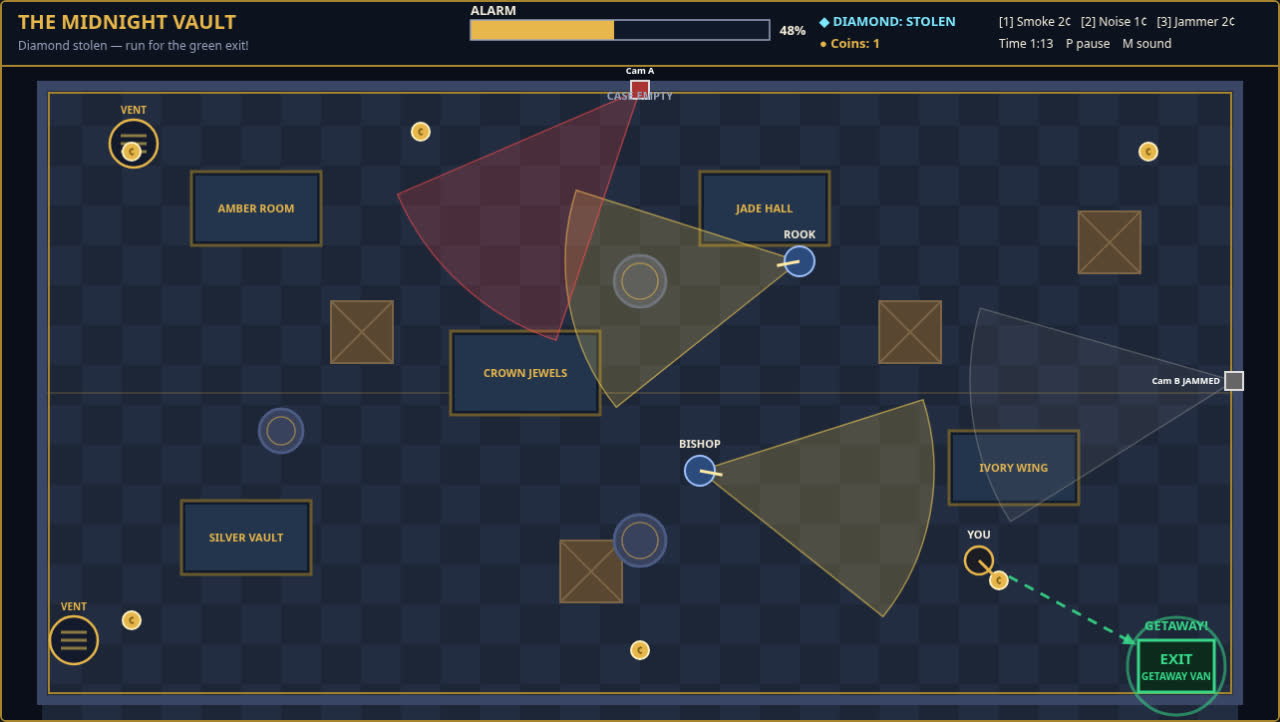 THE MIDNIGHT VAULT
Diamond stolen — run for the green exit!
ALARM
48%
◆ DIAMOND: STOLEN
● Coins: 1
[1] Smoke 2¢ [2] Noise 1¢ [3] Jammer 2¢
Time 1:13 P pause M sound
Cam A
CASE EMPTY
VENT
¢
¢
¢
AMBER ROOM
JADE HALL
ROOK
CROWN JEWELS
Cam B JAMMED
BISHOP
IVORY WING
SILVER VAULT
YOU
¢
VENT
¢
¢
GETAWAY!
EXIT
GETAWAY VAN